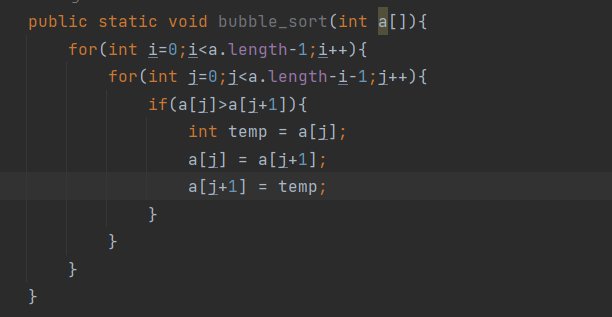 public static void bubble_sort(int a[]){
    for(int i=0;i<a.length-1;i++){
        for(int j=0;j<a.length-i-1;j++){
            if(a[j]>a[j+1]){
                int temp = a[j];
                a[j] = a[j+1];
                a[j+1] = temp;
            }
        }
    }
}